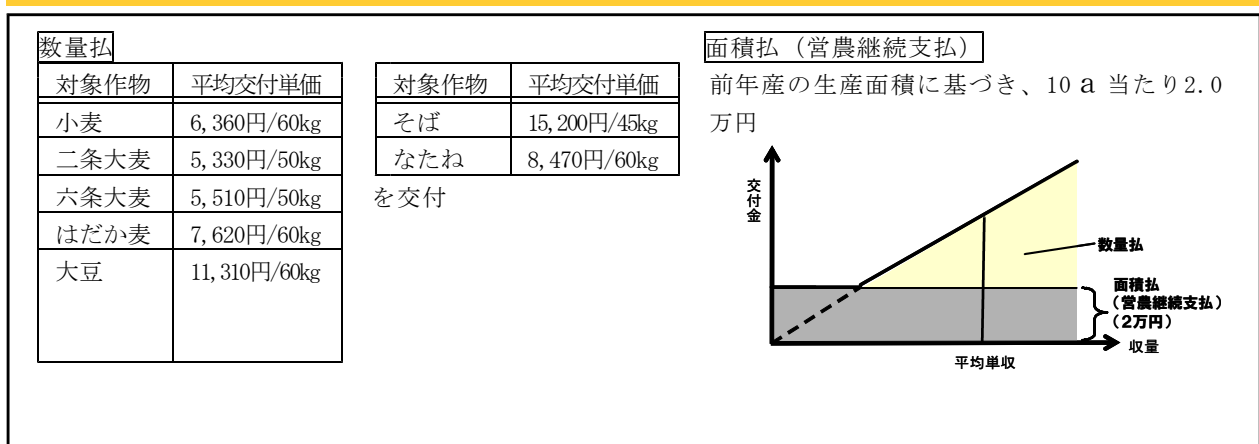 数量払
対象作物 平均交付単価
小麦 6,360円/60kg
二条大麦 5,330円/50kg
六条大麦 5,510円/50kg
はだか麦 7,620円/60kg
大豆 11,310円/60kg
対象作物 平均交付単価
そば 15,200円/45kg
なたね 8,470円/60kg
を交付
面積払（営農継続支払）
前年産の生産面積に基づき、10a当たり2.0
万円
交付金
数量払
面積払
（営農継続支払）
（2万円）
収量
平均単収